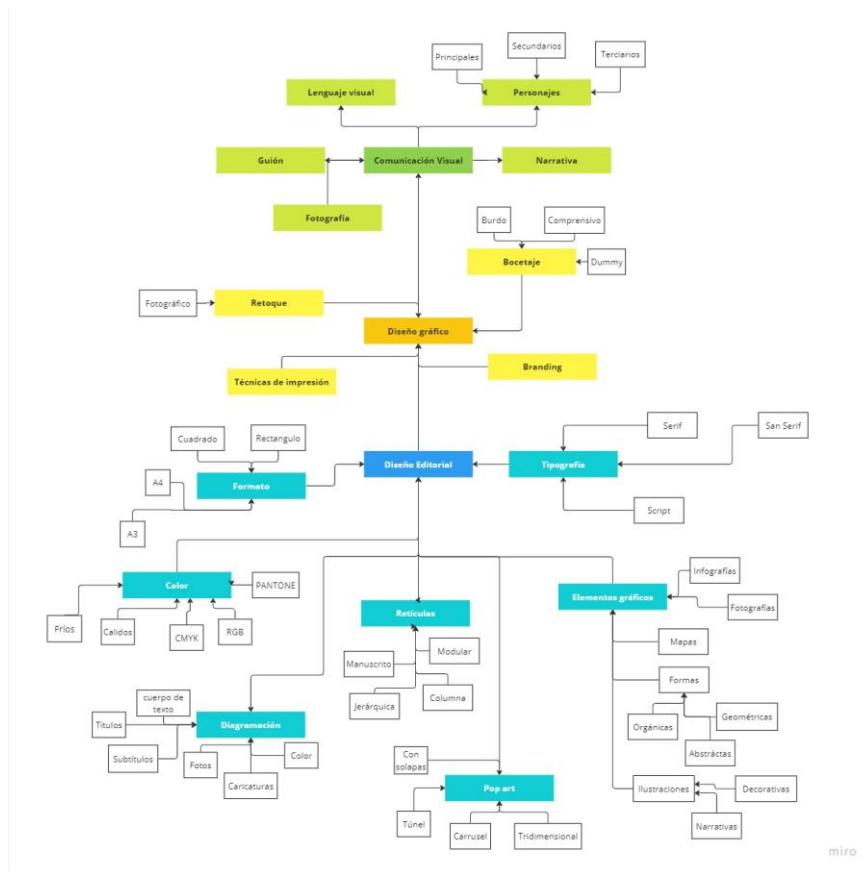 Secundarios
Principales
Terciarios
Lenguaje visual
Personajes
Guión
Comunicación Visual
Narrativa
Fotografía
Burdo
Comprensivo
Bocetaje
Dummy
Fotográfico
Retoque
Diseño gráfico
Técnicas de impresión
Branding
Cuadrado
Rectangulo
Serif
San Serif
Diseño Editorial
Tipografía
A4
Formato
Script
A3
Color
PANTONE
Infografías
Elementos gráficos
Fotografías
Retículas
Fríos
Calidos
CMYK
RGB
Mapas
Modular
Manuscrito
Formas
Jerárquica
Columna
cuerpo de
texto
Títulos
Diagramación
Geométricas
Orgánicas
Abstráctas
Subtítulos
Fotos
Color
Caricaturas
Con
solapas
Pop art
Ilustraciones
Decorativas
Túnel
Carrusel
Tridimensional
Narrativas
miro